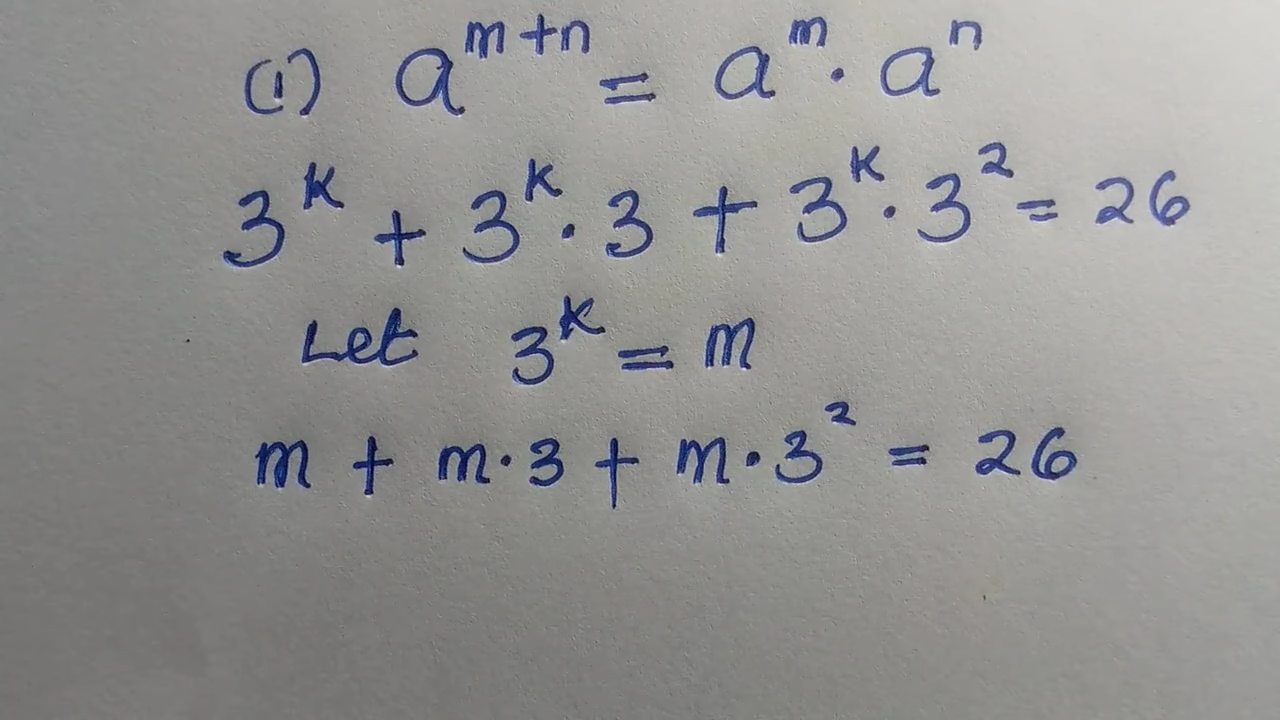 (1) a^{m+n} = a^m · a^n
3^k + 3^k · 3 + 3^k · 3^2 = 26
Let 3^k = m
m + m · 3 + m · 3^2 = 26